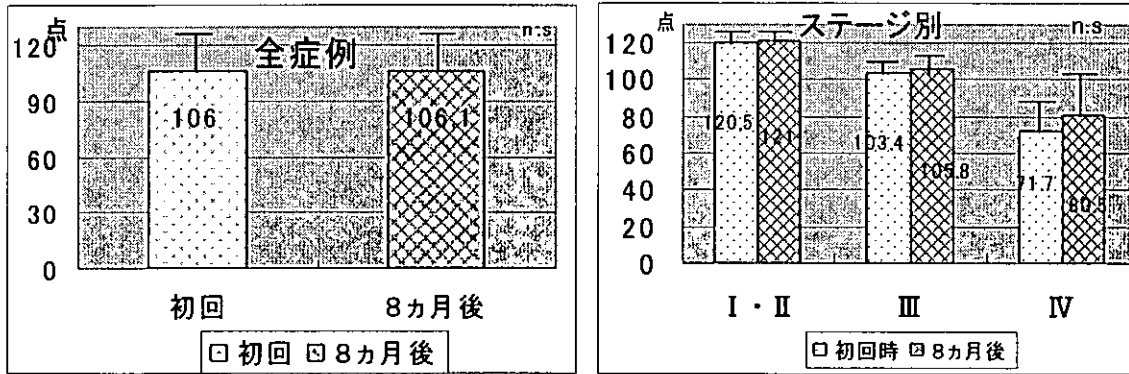 点
全症例
n.s
120
90
60
30
0
106
106.1
初回
8ヵ月後
初回 8ヵ月後
点
ステージ別
n.s
120
100
80
60
40
20
0
120.5
121
103.4
105.8
71.7
80.5
Ⅰ・Ⅱ
Ⅲ
Ⅳ
初回時 8ヵ月後